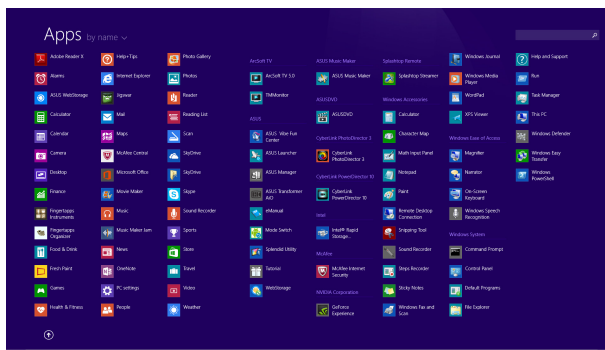 Apps by name
Adobe Reader X
Alarms
ASUS WebStorage
Calculator
Calendar
Camera
Desktop
Finance
Fingertapps
Instruments
Fingertapps
Organizer
Food & Drink
Fresh Paint
Games
Health & Fitness
Help+Tips
Internet Explorer
Jigswar
Mail
Maps
McAfee Central
Microsoft Office
Movie Maker
Music
Music Maker Jam
News
OneNote
PC settings
People
Photo Gallery
Photos
Reader
Reading List
Scan
SkyDrive
SkyDrive
Skype
Sound Recorder
Sports
Store
Travel
Video
Weather
ArcSoft TV
ArcSoft TV 5.0
TMMonitor
ASUS
ASUS Vibe Fun
Center
ASUS Launcher
ASUS Manager
ASUS Transformer
AiO
eManual
Mode Switch
Splendid Utility
Tutorial
WebStorage
ASUS Music Maker
ASUS Music Maker
ASUSDVD
ASUSDVD
CyberLink PhotoDirector 3
CyberLink
PhotoDirector 3
CyberLink PowerDirector 10
CyberLink
PowerDirector 10
Intel
Intel® Rapid
Storage...
McAfee
McAfee Internet
Security
NVIDIA Corporation
GeForce
Experience
Splashtop Remote
Splashtop Streamer
Windows Accessories
Calculator
Character Map
Math Input Panel
Notepad
Paint
Remote Desktop
Connection
Snipping Tool
Sound Recorder
Steps Recorder
Sticky Notes
Windows Fax and
Scan
Windows Journal
Windows Media
Player
WordPad
XPS Viewer
Windows Ease of Access
Magnifier
Narrator
On-Screen
Keyboard
Windows Speech
Recognition
Windows System
Command Prompt
Control Panel
Default Programs
File Explorer
Help and Support
Run
Task Manager
This PC
Windows Defender
Windows Easy
Transfer
Windows
PowerShell